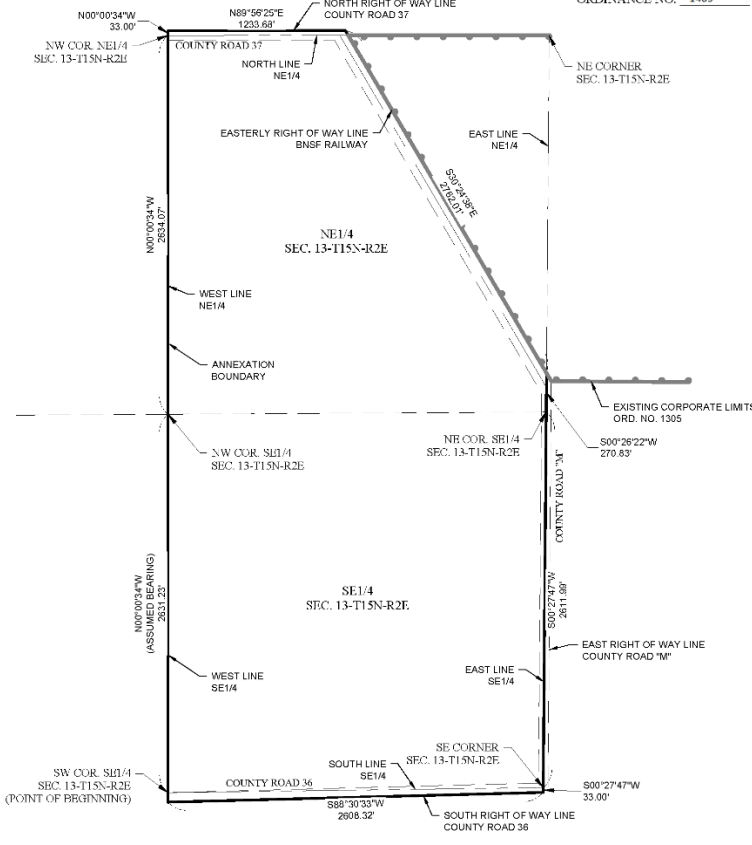 ORDINANCE NO.
N00°00'34"W
33.00'
N89°56'25"E
1233.68'
NORTH RIGHT OF WAY LINE
COUNTY ROAD 37
NW COR. NE1/4
SEC. 13-T15N-R2E
COUNTY ROAD 37
NORTH LINE
NE1/4
NE CORNER
SEC. 13-T15N-R2E
EASTERLY RIGHT OF WAY LINE
BNSF RAILWAY
EAST LINE
NE1/4
S30°24'38"E
2762.01'
N00°00'34"W
2634.07'
NE1/4
SEC. 13-T15N-R2E
WEST LINE
NE1/4
ANNEXATION
BOUNDARY
EXISTING CORPORATE LIMITS
ORD. NO. 1305
NW COR. SE1/4
SEC. 13-T15N-R2E
NE COR. SE1/4
SEC. 13-T15N-R2E
S00°26'22"W
270.83'
COUNTY ROAD "M"
N00°00'34"W
(ASSUMED BEARING)
2631.23'
SE1/4
SEC. 13-T15N-R2E
S00°27'47"W
2611.99'
EAST RIGHT OF WAY LINE
COUNTY ROAD "M"
WEST LINE
SE1/4
EAST LINE
SE1/4
SW COR. SE1/4
SEC. 13-T15N-R2E
(POINT OF BEGINNING)
COUNTY ROAD 36
SOUTH LINE
SE1/4
SE CORNER
SEC. 13-T15N-R2E
S00°27'47"W
33.00'
S88°30'33"W
2608.32'
SOUTH RIGHT OF WAY LINE
COUNTY ROAD 36